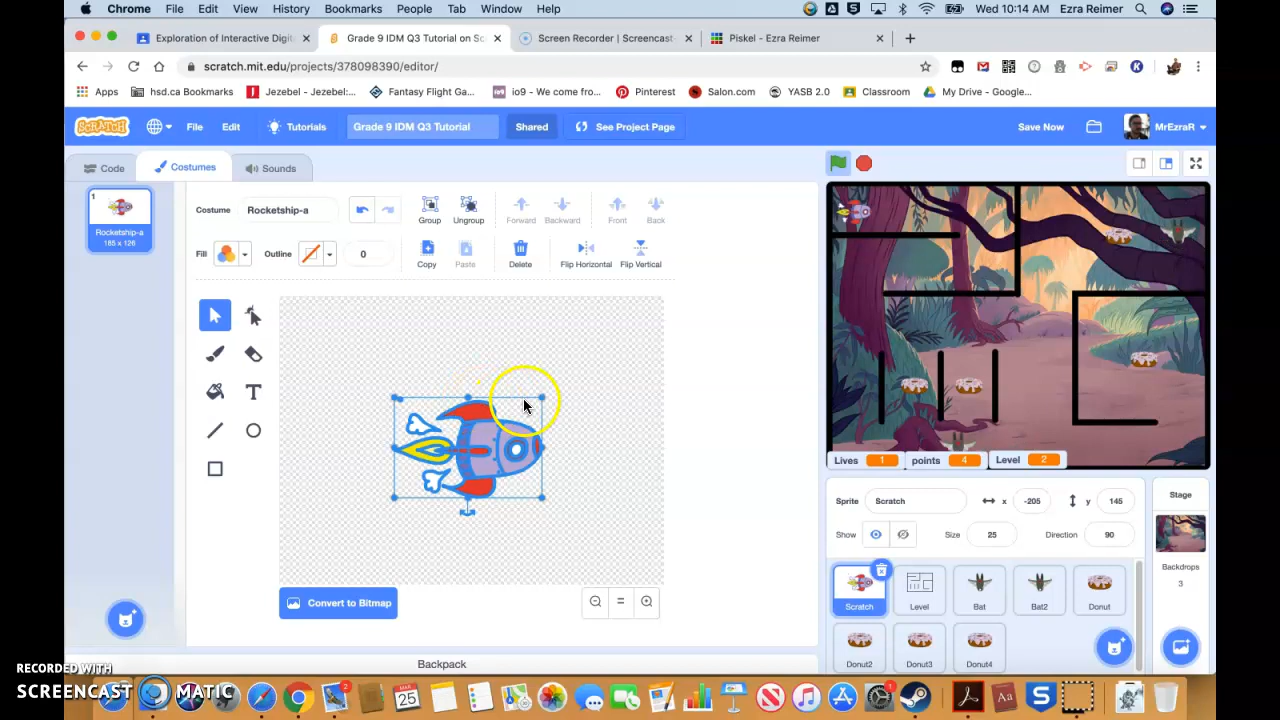 Chrome File Edit View History Bookmarks People Tab Window Help Wed 10:14 AM Ezra Reimer
Exploration of Interactive Digit
Grade 9 IDM Q3 Tutorial on Sc
Screen Recorder | Screencast-
Piskel - Ezra Reimer
scratch.mit.edu/projects/378098390/editor/
Apps hsd.ca Bookmarks Jezebel - Jezebel:... Fantasy Flight Ga... io9 - We come fro... Pinterest Salon.com YASB 2.0 Classroom My Drive - Google...
SCRATCH File Edit Tutorials Grade 9 IDM Q3 Tutorial Shared See Project Page Save Now MrEzraR
Code Costumes Sounds
1
Rocketship-a
185 x 126
Costume Rocketship-a Group Ungroup Forward Backward Front Back
Fill Outline 0 Copy Paste Delete Flip Horizontal Flip Vertical
Convert to Bitmap
Lives 1 points 4 Level 2
Sprite Scratch x -205 y 145
Show Size 25 Direction 90
Scratch Level Bat Bat2 Donut
Donut2 Donut3 Donut4
Stage
Backdrops
3
Backpack
RECORDED WITH
SCREENCAST MATIC
MAR
25
2
1
Aa
S